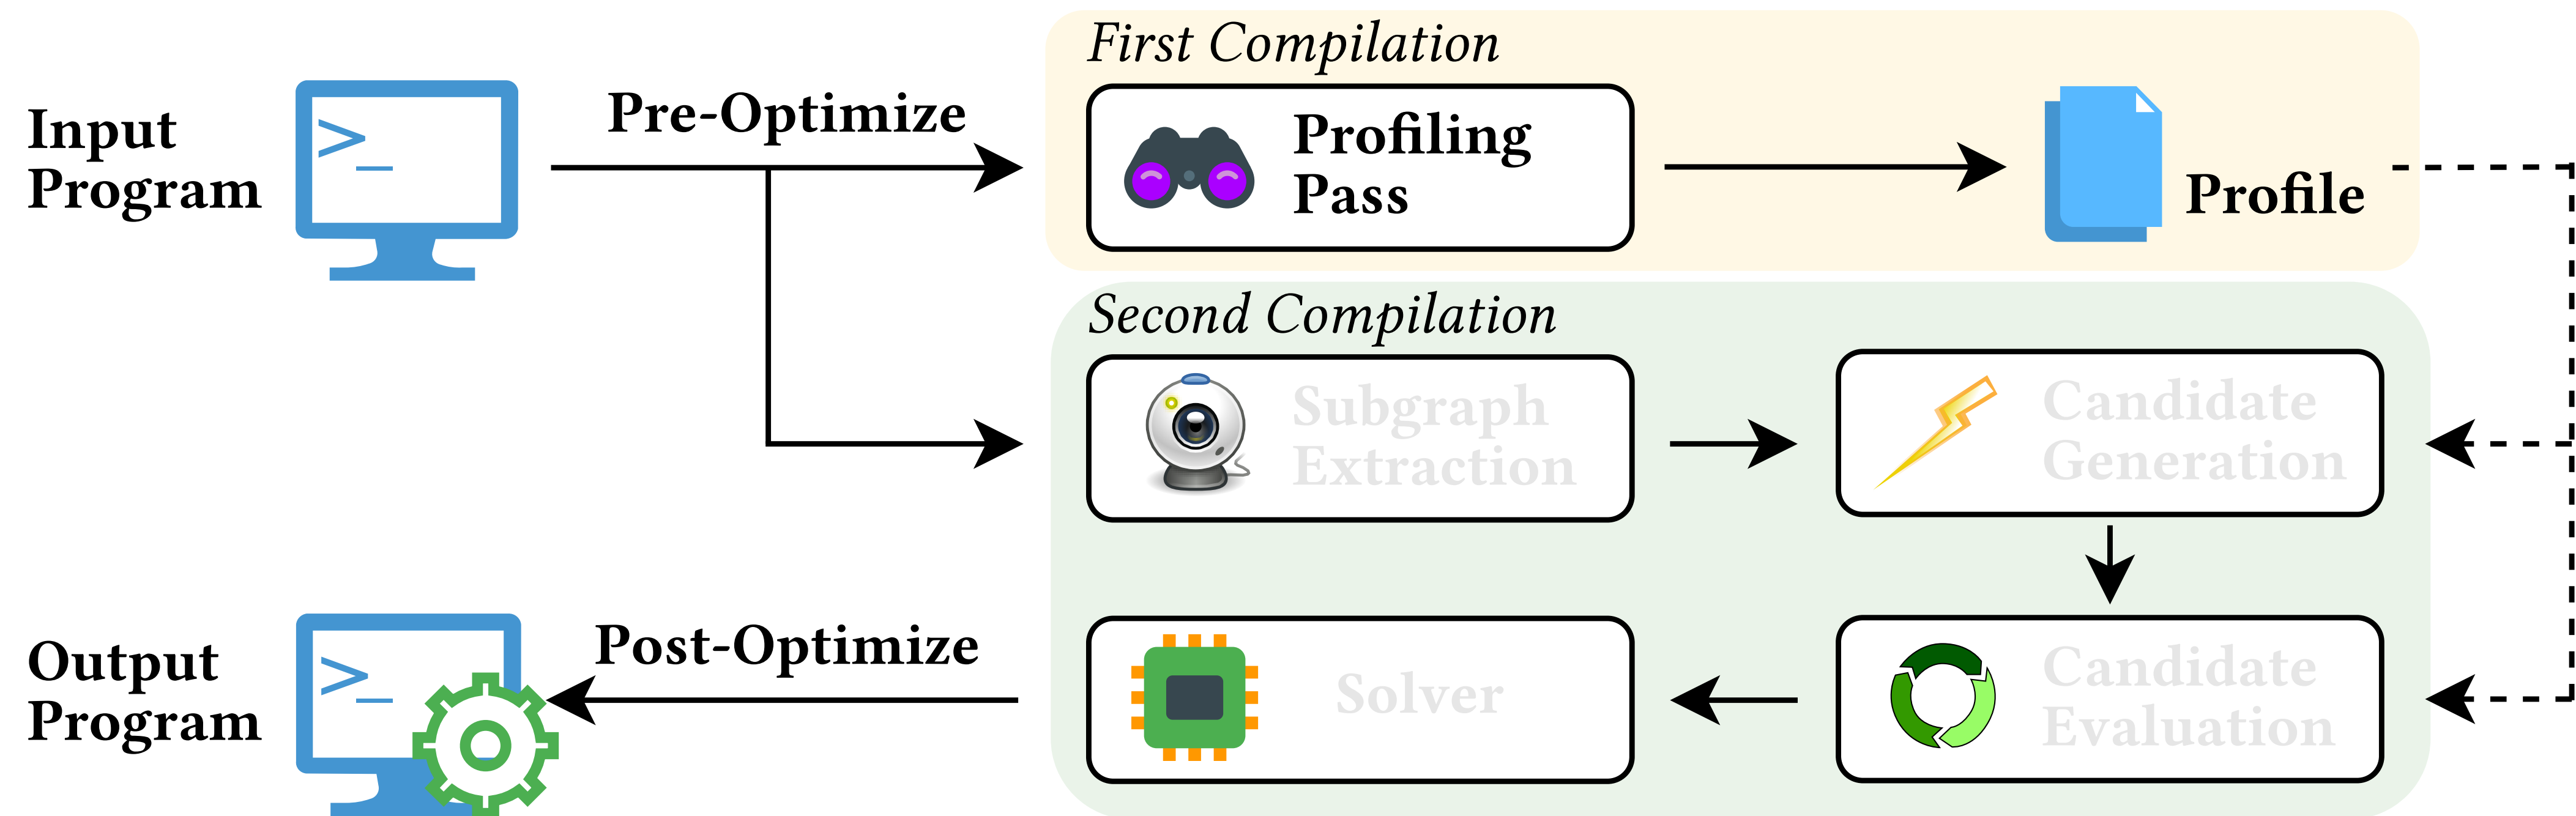 First Compilation
Input
Program
>_
Pre-Optimize
Profiling
Pass
Profile
Second Compilation
Subgraph
Extraction
Candidate
Generation
Output
Program
>_
Post-Optimize
Solver
Candidate
Evaluation